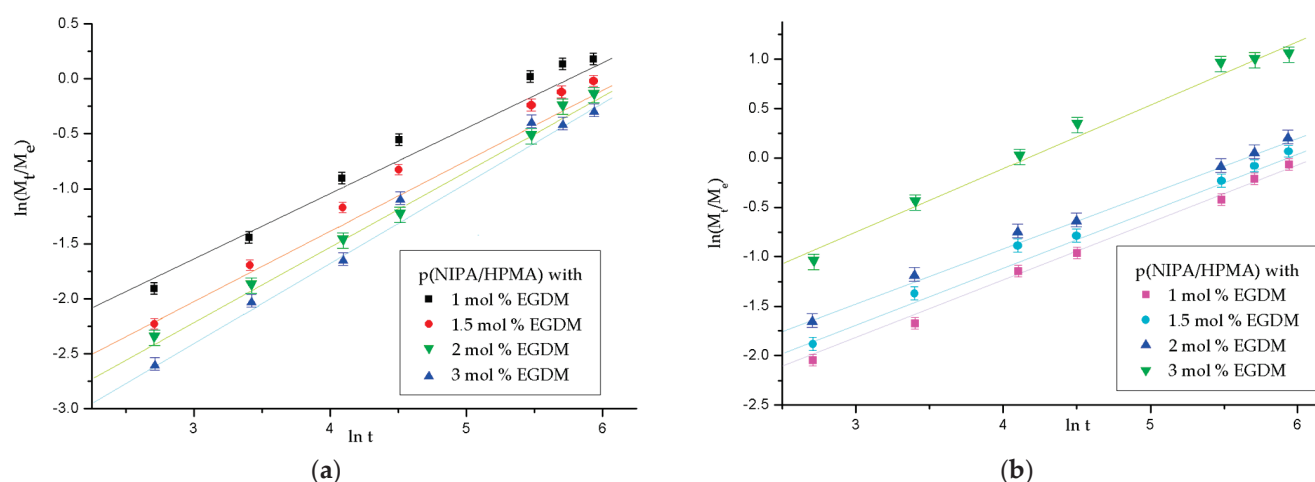 0.5
0.0
-0.5
-1.0
-1.5
-2.0
-2.5
-3.0
ln(Mt/Me)
3
4
5
6
ln t
p(NIPA/HPMA) with
1 mol % EGDM
1.5 mol % EGDM
2 mol % EGDM
3 mol % EGDM
(a)
1.0
0.5
0.0
-0.5
-1.0
-1.5
-2.0
-2.5
ln(Mt/Me)
3
4
5
6
ln t
p(NIPA/HPMA) with
1 mol % EGDM
1.5 mol % EGDM
2 mol % EGDM
3 mol % EGDM
(b)